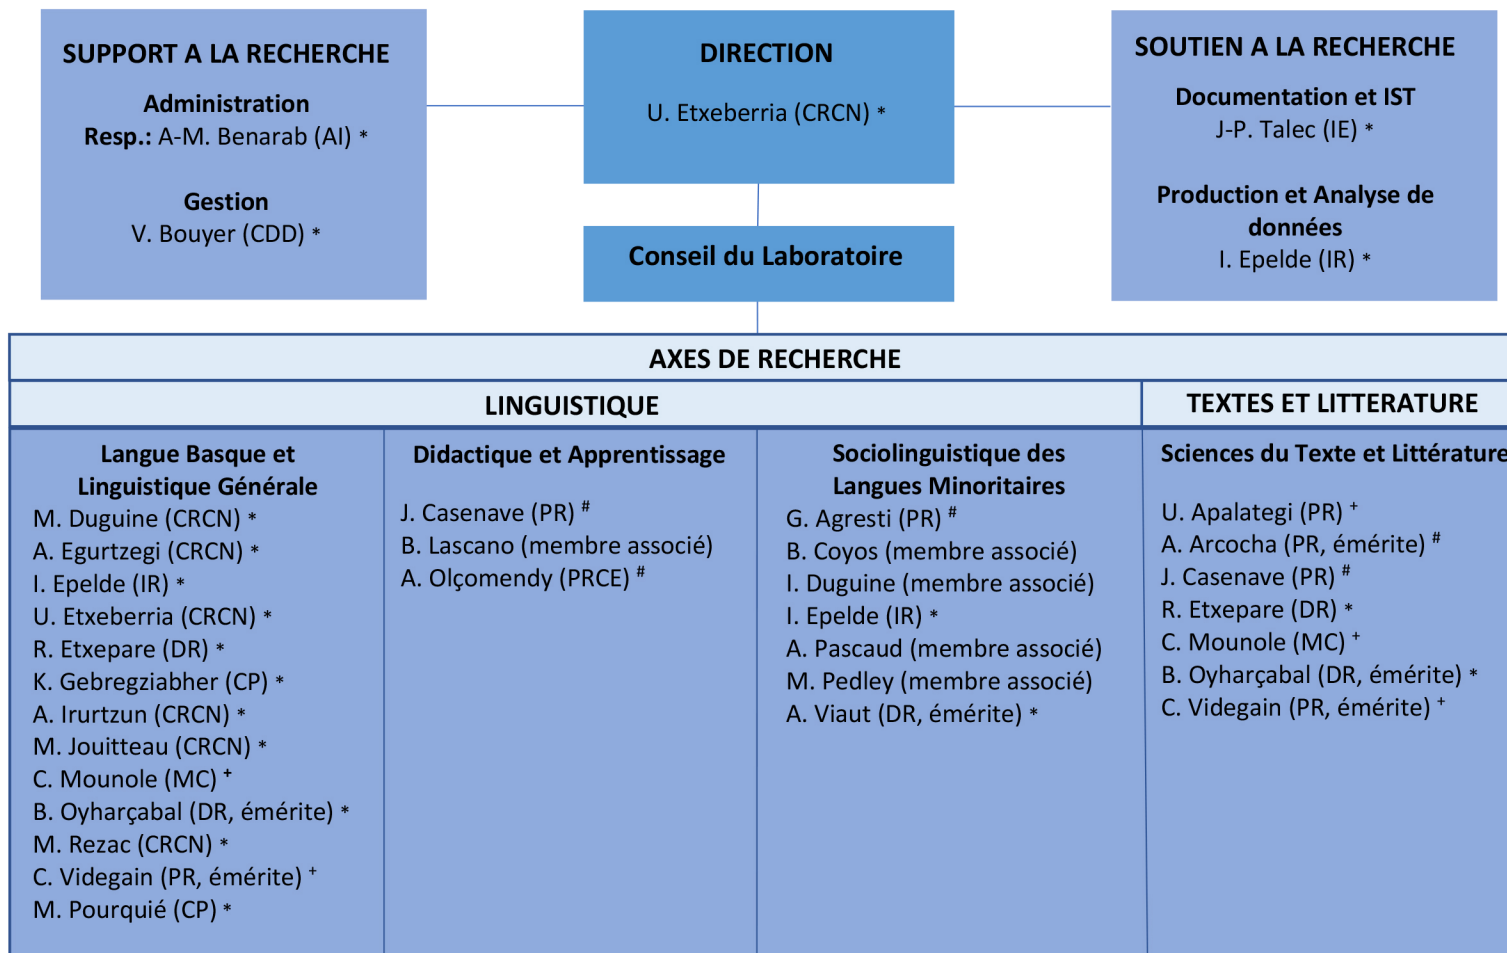 SUPPORT A LA RECHERCHE
Administration
Resp.: A-M. Benarab (AI) *
Gestion
V. Bouyer (CDD) *
DIRECTION
U. Etxeberria (CRCN) *
Conseil du Laboratoire
SOUTIEN A LA RECHERCHE
Documentation et IST
J-P. Talec (IE) *
Production et Analyse de
données
I. Epelde (IR) *
AXES DE RECHERCHE
LINGUISTIQUE
TEXTES ET LITTERATURE
Langue Basque et
Linguistique Générale
M. Duguine (CRCN) *
A. Egurtzegi (CRCN) *
I. Epelde (IR) *
U. Etxeberria (CRCN) *
R. Etxepare (DR) *
K. Gebregziabher (CP) *
A. Irurtzun (CRCN) *
M. Jouitteau (CRCN) *
C. Mounole (MC) +
B. Oyharçabal (DR, émérite) *
M. Rezac (CRCN) *
C. Videgain (PR, émérite) +
M. Pourquié (CP) *
Didactique et Apprentissage
J. Casenave (PR) #
B. Lascano (membre associé)
A. Olçomendy (PRCE) #
Sociolinguistique des
Langues Minoritaires
G. Agresti (PR) #
B. Coyos (membre associé)
I. Duguine (membre associé)
I. Epelde (IR) *
A. Pascaud (membre associé)
M. Pedley (membre associé)
A. Viaut (DR, émérite) *
Sciences du Texte et Littérature
U. Apalategi (PR) +
A. Arcocha (PR, émérite) #
J. Casenave (PR) #
R. Etxepare (DR) *
C. Mounole (MC) +
B. Oyharçabal (DR, émérite) *
C. Videgain (PR, émérite) +